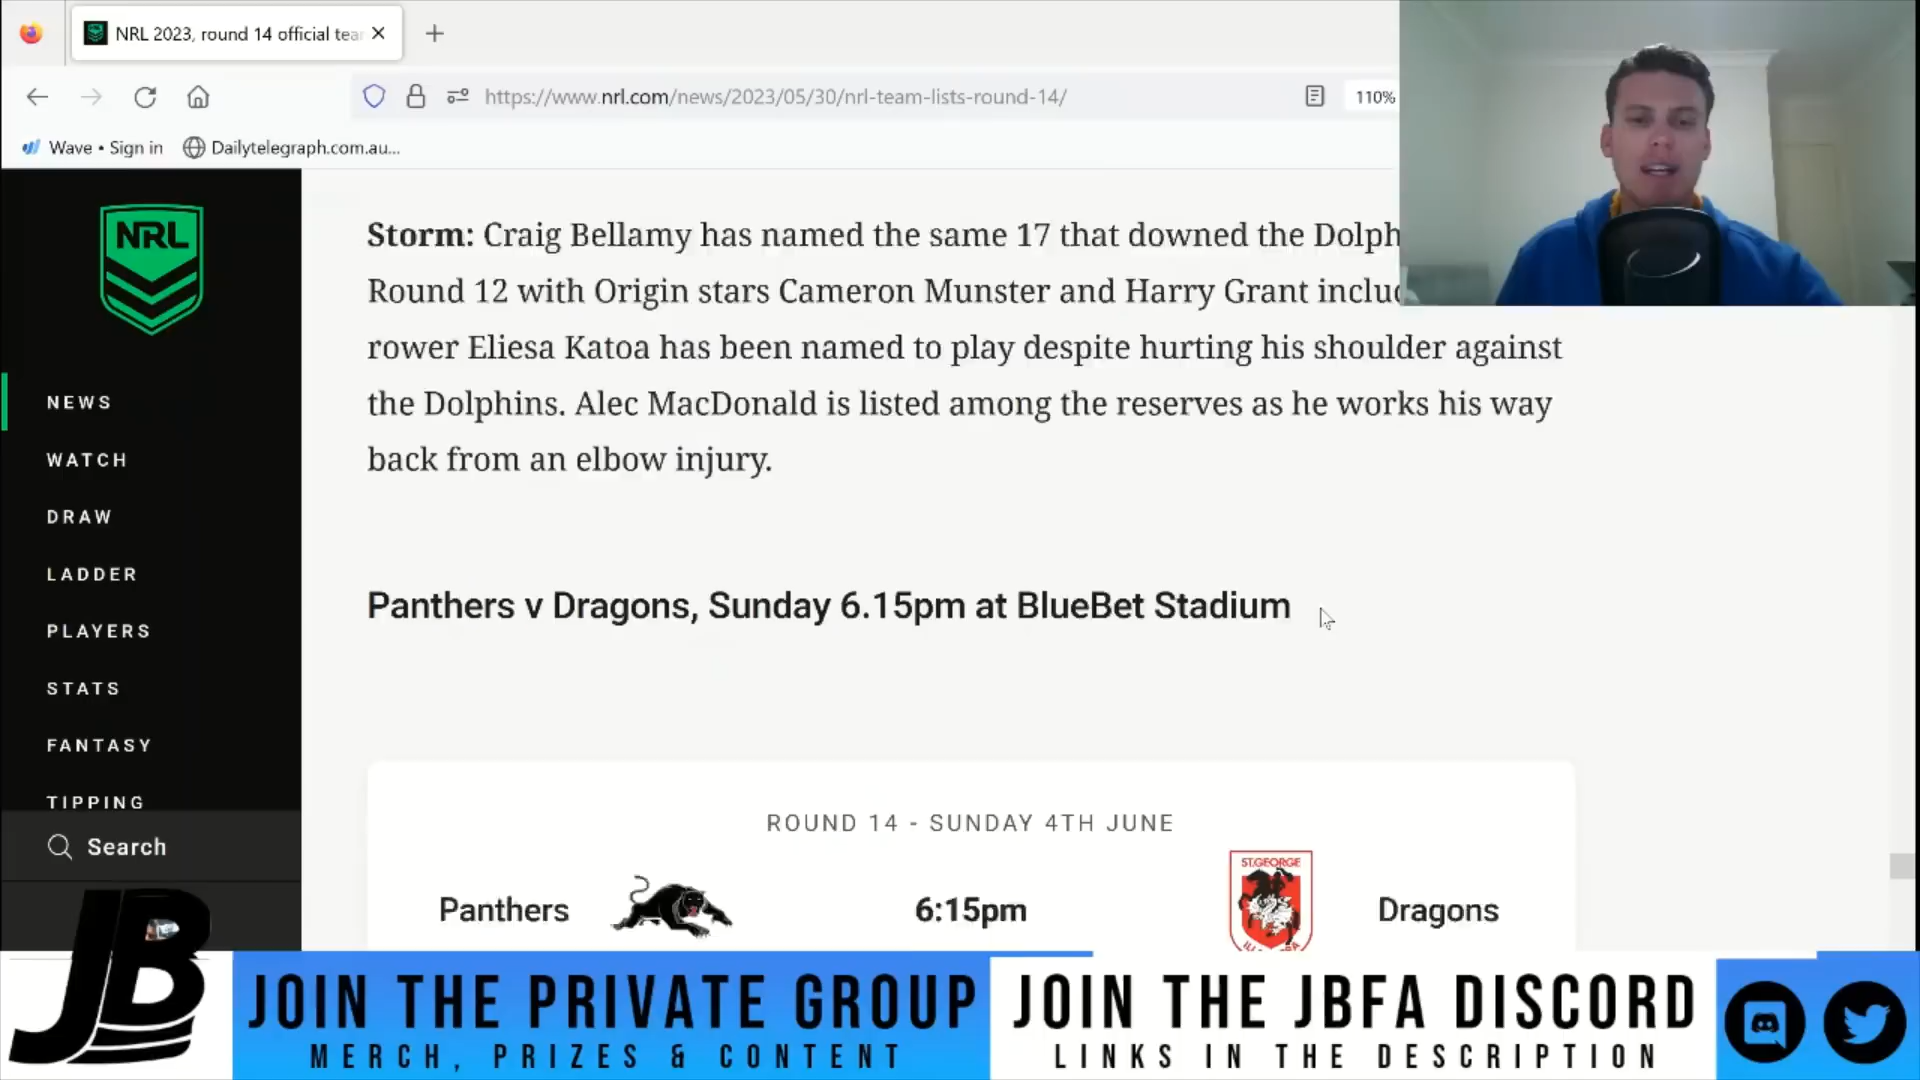 NRL 2023, round 14 official tea
https://www.nrl.com/news/2023/05/30/nrl-team-lists-round-14/
110%
Wave • Sign in
Dailytelegraph.com.au...
NRL
NEWS
WATCH
DRAW
LADDER
PLAYERS
STATS
FANTASY
TIPPING
Search
Storm: Craig Bellamy has named the same 17 that downed the Dolph
Round 12 with Origin stars Cameron Munster and Harry Grant includ
rower Eliesa Katoa has been named to play despite hurting his shoulder against
the Dolphins. Alec MacDonald is listed among the reserves as he works his way
back from an elbow injury.
Panthers v Dragons, Sunday 6.15pm at BlueBet Stadium
ROUND 14 - SUNDAY 4TH JUNE
Panthers
6:15pm
ST.GEORGE
Dragons
JB
JOIN THE PRIVATE GROUP
MERCH, PRIZES & CONTENT
JOIN THE JBFA DISCORD
LINKS IN THE DESCRIPTION